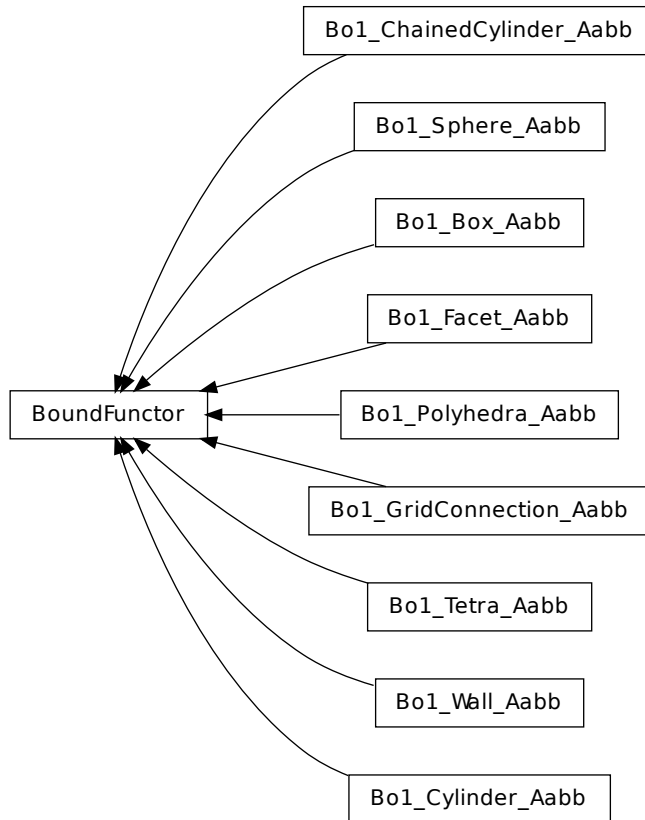 Bo1_ChainedCylinder_Aabb
Bo1_Sphere_Aabb
Bo1_Box_Aabb
Bo1_Facet_Aabb
BoundFunctor
Bo1_Polyhedra_Aabb
Bo1_GridConnection_Aabb
Bo1_Tetra_Aabb
Bo1_Wall_Aabb
Bo1_Cylinder_Aabb